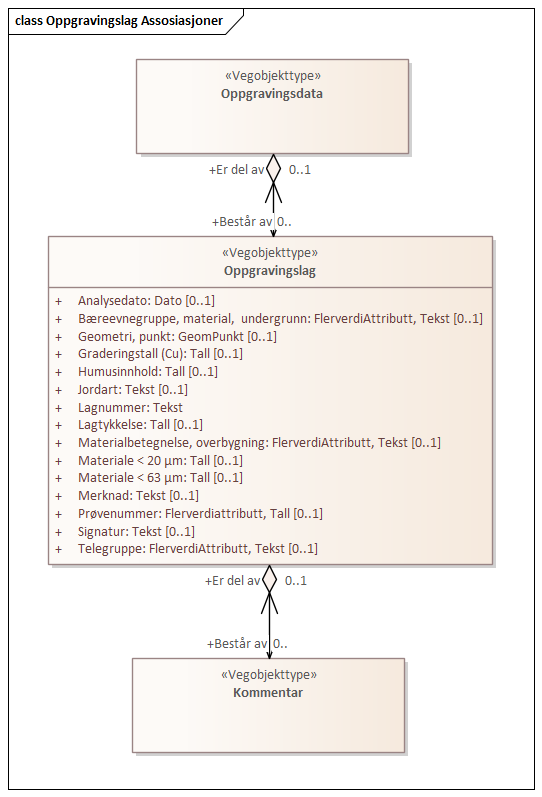 class Oppgravingslag Assosiasjoner
«Vegobjekttype»
Oppgravingsdata
+Er del av 0..1
+Består av 0..
«Vegobjekttype»
Oppgravingslag
+ Analysedato: Dato [0..1]
+ Bæreevnegruppe, material, undergrunn: FlerverdiAttributt, Tekst [0..1]
+ Geometri, punkt: GeomPunkt [0..1]
+ Graderingstall (Cu): Tall [0..1]
+ Humusinnhold: Tall [0..1]
+ Jordart: Tekst [0..1]
+ Lagnummer: Tekst
+ Lagtykkelse: Tall [0..1]
+ Materialbetegnelse, overbygning: FlerverdiAttributt, Tekst [0..1]
+ Materiale < 20 µm: Tall [0..1]
+ Materiale < 63 µm: Tall [0..1]
+ Merknad: Tekst [0..1]
+ Prøvenummer: Flerverdiattributt, Tall [0..1]
+ Signatur: Tekst [0..1]
+ Telegruppe: FlerverdiAttributt, Tekst [0..1]
+Er del av 0..1
+Består av 0..
«Vegobjekttype»
Kommentar